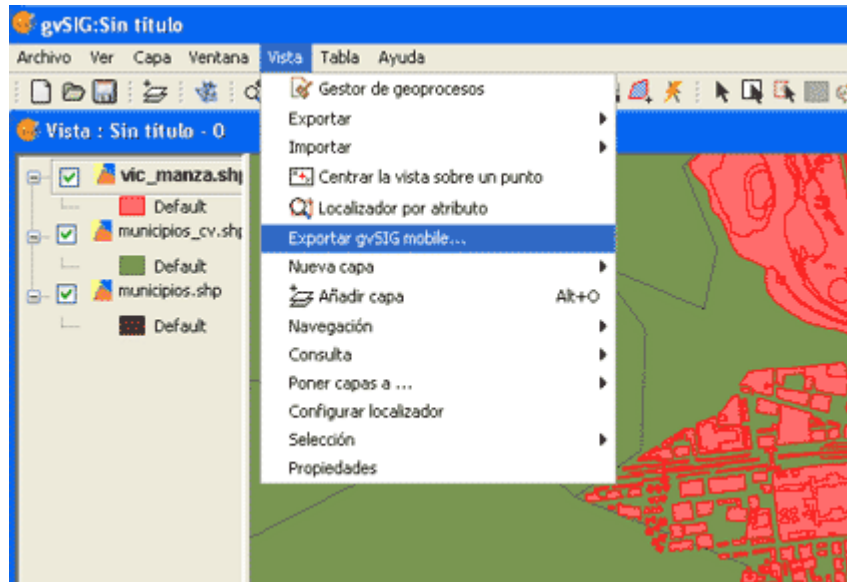 gvSIG:Sin título
Archivo Ver Capa Ventana Vista Tabla Ayuda
Vista : Sin título - 0
vic_manza.shp
Default
municipios_cv.shp
Default
municipios.shp
Default
Gestor de geoprocesos
Exportar
Importar
Centrar la vista sobre un punto
Localizador por atributo
Exportar gvSIG mobile...
Nueva capa
Añadir capa Alt+O
Navegación
Consulta
Poner capas a ...
Configurar localizador
Selección
Propiedades